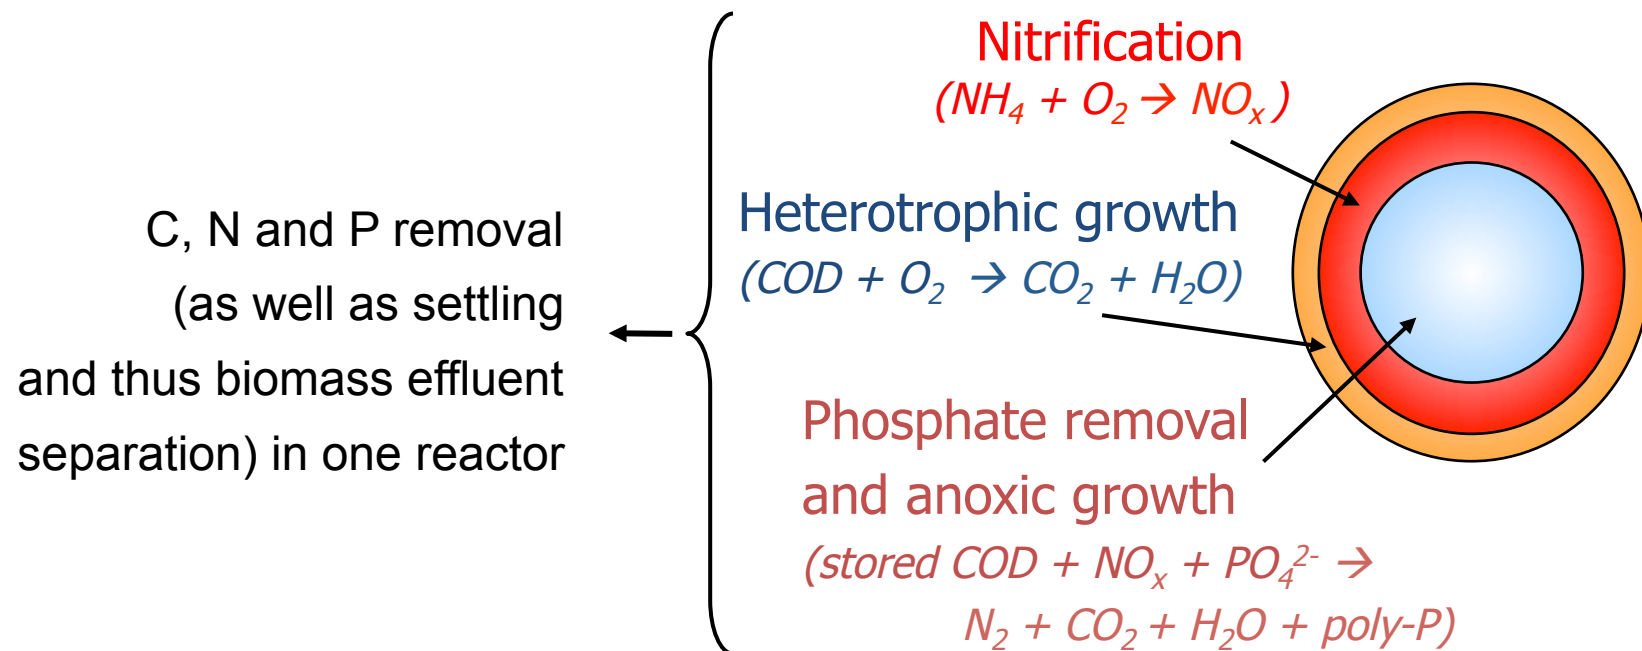 C, N and P removal
(as well as settling
and thus biomass effluent
separation) in one reactor
Nitrification
(NH₄ + O₂ → NOₓ)
Heterotrophic growth
(COD + O₂ → CO₂ + H₂O)
Phosphate removal
and anoxic growth
(stored COD + NOₓ + PO₄²⁻ →
N₂ + CO₂ + H₂O + poly-P)